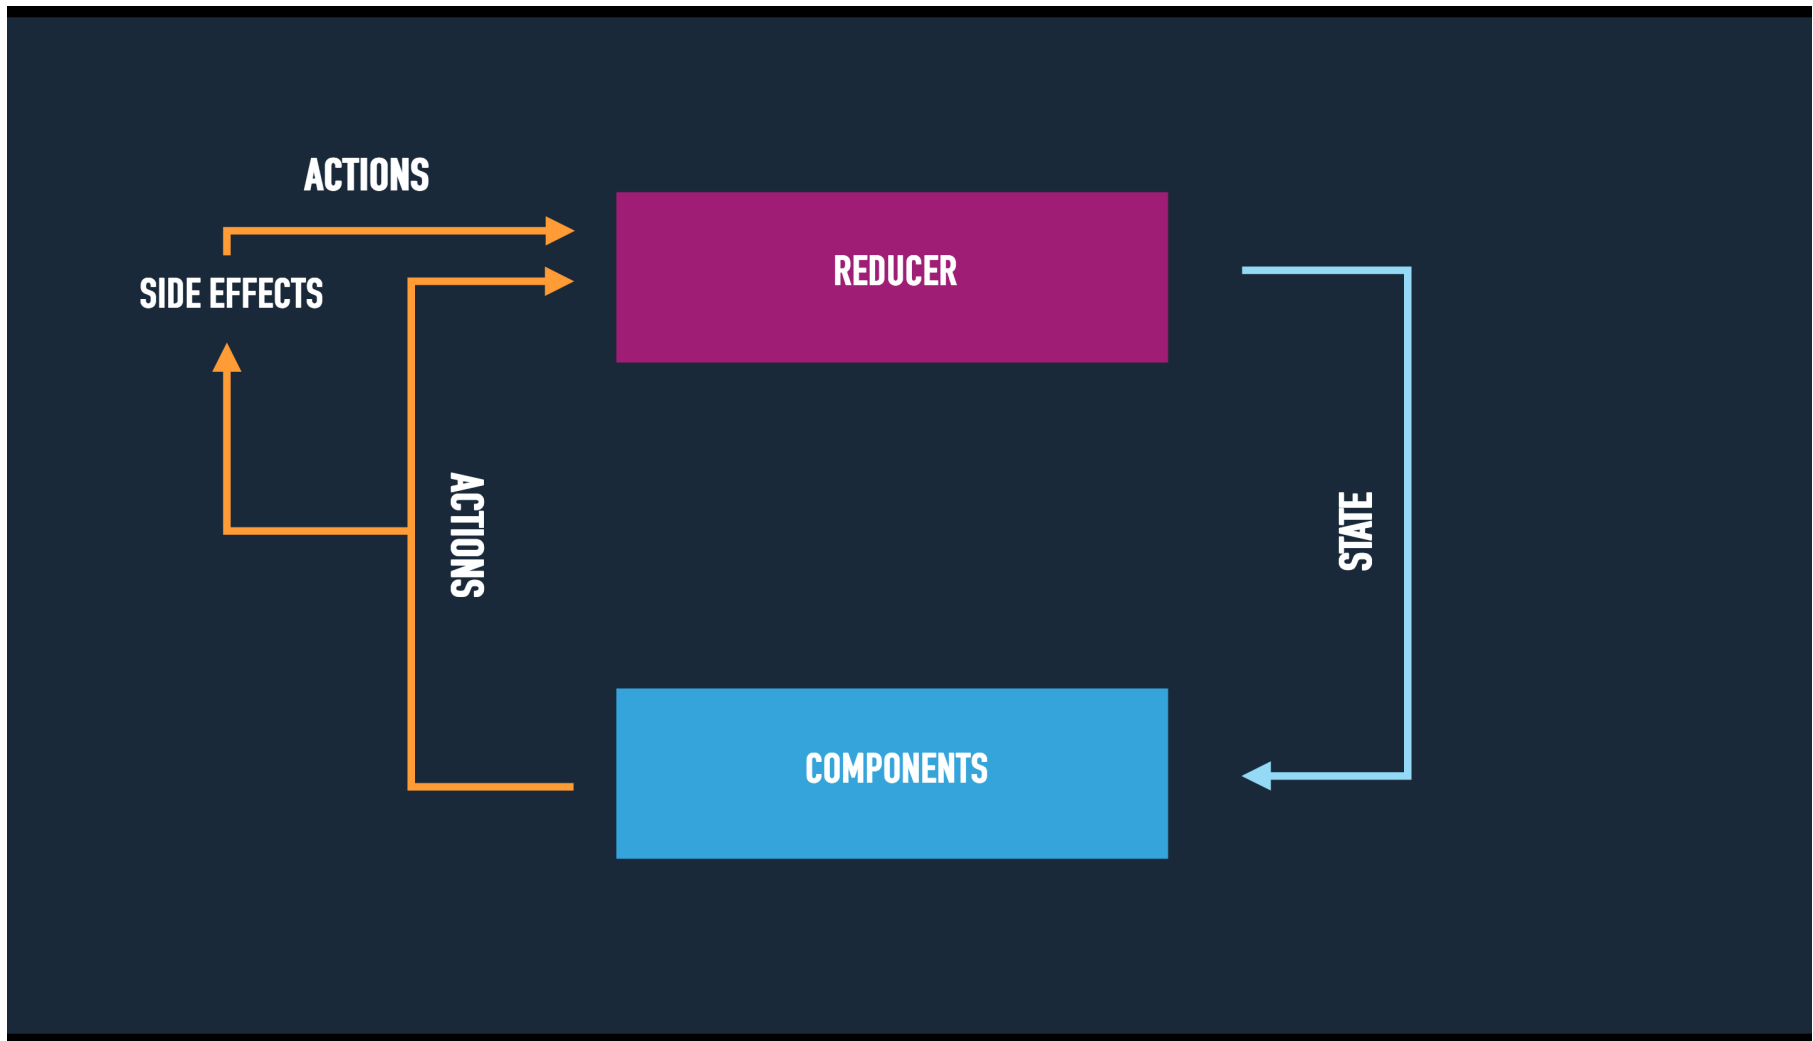 ACTIONS
REDUCER
SIDE EFFECTS
ACTIONS
STATE
COMPONENTS